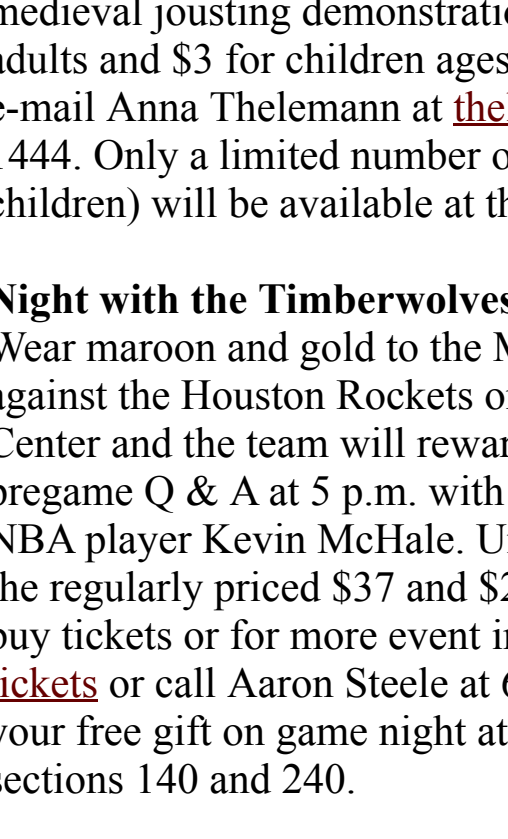 medieval jousting demonstratio
adults and $3 for children ages
e-mail Anna Thelemann at thel
1444. Only a limited number o
children) will be available at th
Night with the Timberwolves
Wear maroon and gold to the M
against the Houston Rockets o
Center and the team will rewar
pregame Q & A at 5 p.m. with
NBA player Kevin McHale. U
the regularly priced $37 and $2
buy tickets or for more event i
tickets or call Aaron Steele at 6
your free gift on game night at
sections 140 and 240.